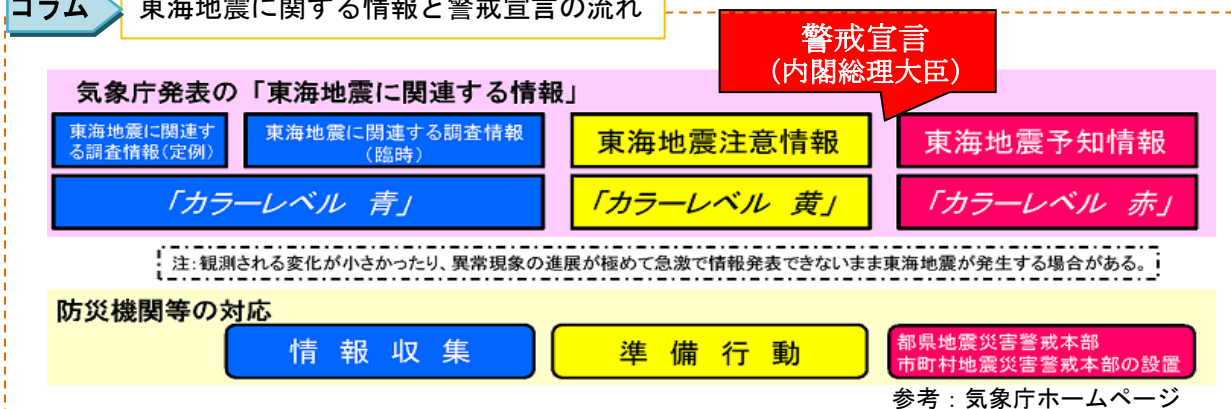 コラム
東海地震に関する情報と警戒宣言の流れ
警戒宣言
(内閣総理大臣)
気象庁発表の「東海地震に関連する情報」
東海地震に関連す
る調査情報(定例)
東海地震に関連する調査情報
(臨時)
東海地震注意情報
東海地震予知情報
「カラーレベル 青」
「カラーレベル 黄」
「カラーレベル 赤」
注:観測される変化が小さかったり、異常現象の進展が極めて急激で情報発表できないまま東海地震が発生する場合がある。
防災機関等の対応
情報収集
準備行動
都県地震災害警戒本部
市町村地震災害警戒本部の設置
参考：気象庁ホームページ